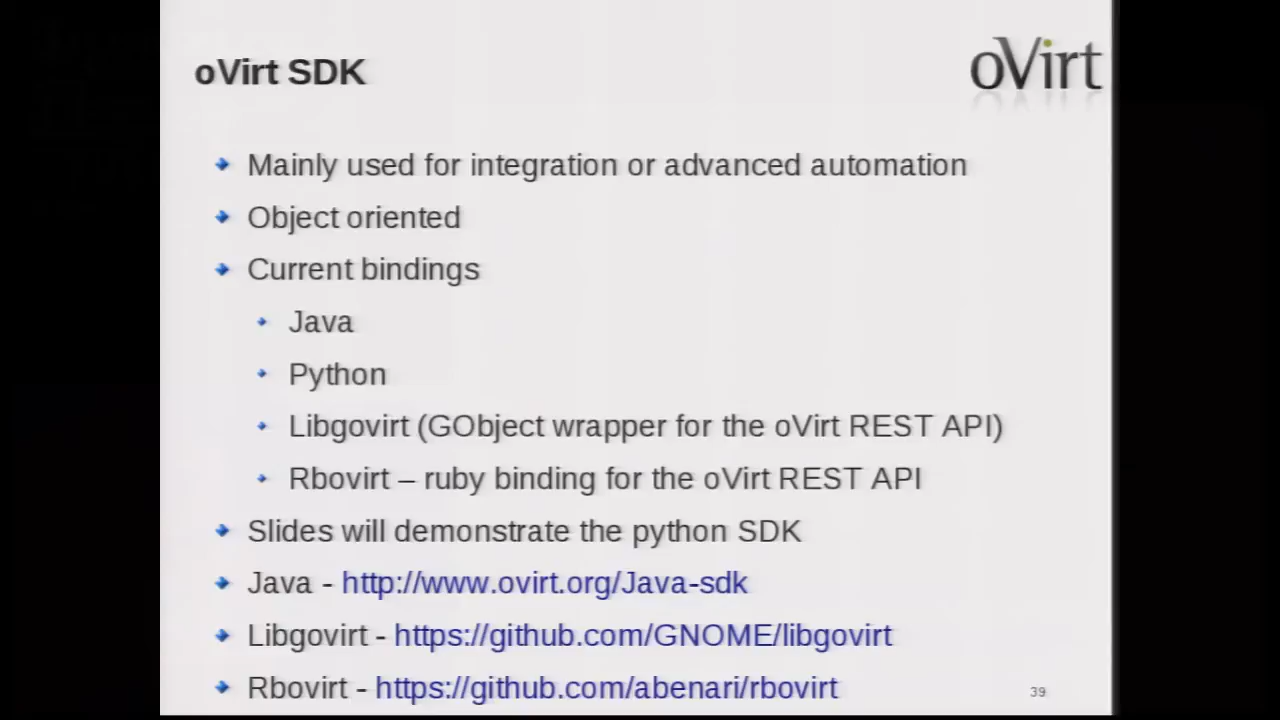 oVirt SDK
oVirt
Mainly used for integration or advanced automation
Object oriented
Current bindings
Java
Python
Libgovirt (GObject wrapper for the oVirt REST API)
Rbovirt – ruby binding for the oVirt REST API
Slides will demonstrate the python SDK
Java - http://www.ovirt.org/Java-sdk
Libgovirt - https://github.com/GNOME/libgovirt
Rbovirt - https://github.com/abenari/rbovirt
39